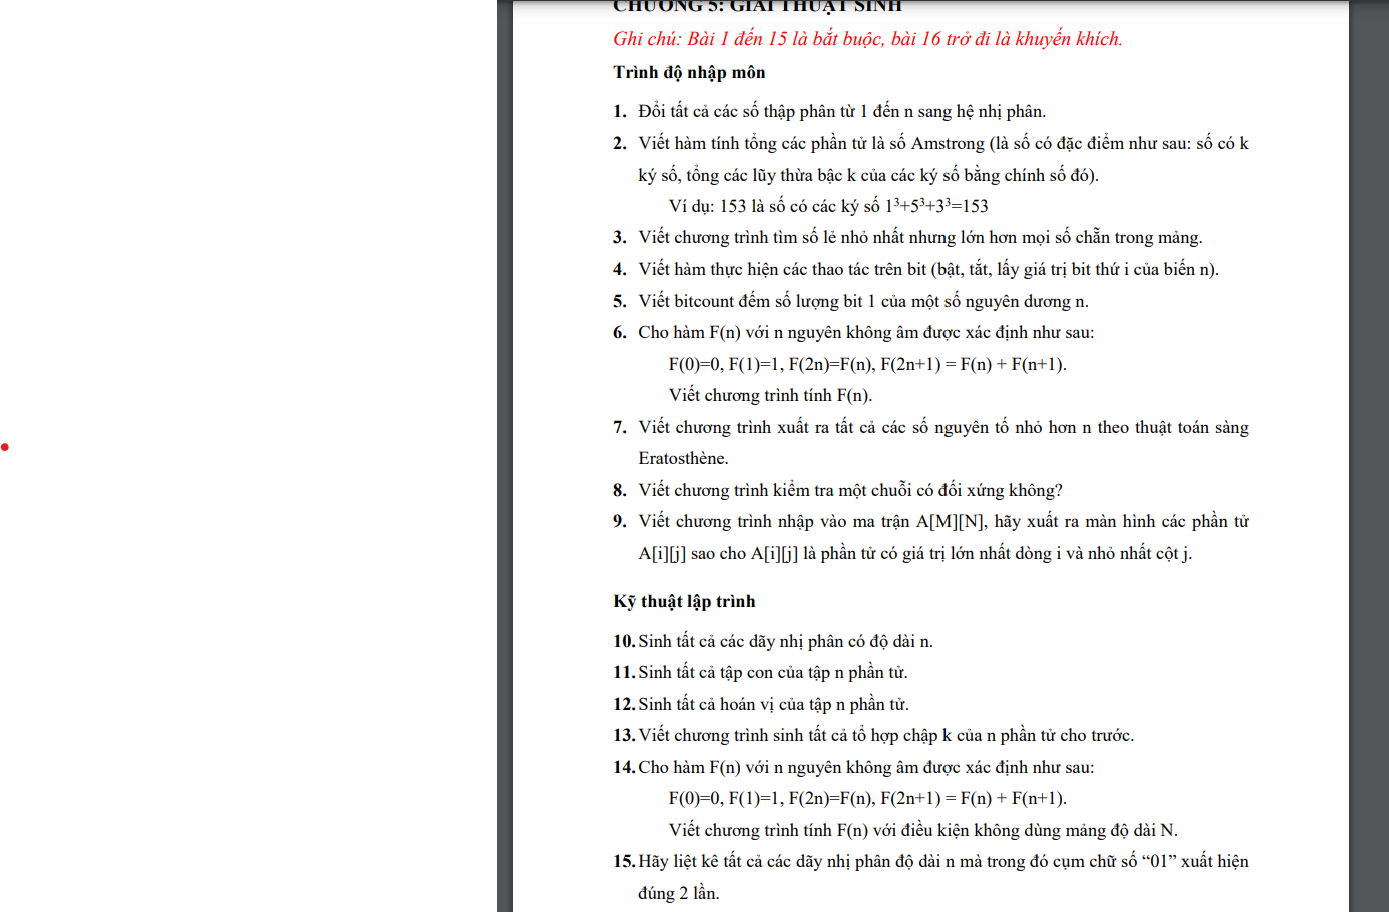 CHƯƠNG 5: GIẢI THUẬT SINH
Ghi chú: Bài 1 đến 15 là bắt buộc, bài 16 trở đi là khuyến khích.
Trình độ nhập môn
1. Đổi tất cả các số thập phân từ 1 đến n sang hệ nhị phân.
2. Viết hàm tính tổng các phần tử là số Amstrong (là số có đặc điểm như sau: số có k
ký số, tổng các lũy thừa bậc k của các ký số bằng chính số đó).
Ví dụ: 153 là số có các ký số 1³+5³+3³=153
3. Viết chương trình tìm số lẻ nhỏ nhất nhưng lớn hơn mọi số chẵn trong mảng.
4. Viết hàm thực hiện các thao tác trên bit (bật, tắt, lấy giá trị bit thứ i của biến n).
5. Viết bitcount đếm số lượng bit 1 của một số nguyên dương n.
6. Cho hàm F(n) với n nguyên không âm được xác định như sau:
F(0)=0, F(1)=1, F(2n)=F(n), F(2n+1) = F(n) + F(n+1).
Viết chương trình tính F(n).
7. Viết chương trình xuất ra tất cả các số nguyên tố nhỏ hơn n theo thuật toán sàng
Eratosthène.
8. Viết chương trình kiểm tra một chuỗi có đối xứng không?
9. Viết chương trình nhập vào ma trận A[M][N], hãy xuất ra màn hình các phần tử
A[i][j] sao cho A[i][j] là phần tử có giá trị lớn nhất dòng i và nhỏ nhất cột j.
Kỹ thuật lập trình
10. Sinh tất cả các dãy nhị phân có độ dài n.
11. Sinh tất cả tập con của tập n phần tử.
12. Sinh tất cả hoán vị của tập n phần tử.
13. Viết chương trình sinh tất cả tổ hợp chập k của n phần tử cho trước.
14. Cho hàm F(n) với n nguyên không âm được xác định như sau:
F(0)=0, F(1)=1, F(2n)=F(n), F(2n+1) = F(n) + F(n+1).
Viết chương trình tính F(n) với điều kiện không dùng mảng độ dài N.
15. Hãy liệt kê tất cả các dãy nhị phân độ dài n mà trong đó cụm chữ số “01” xuất hiện
đúng 2 lần.